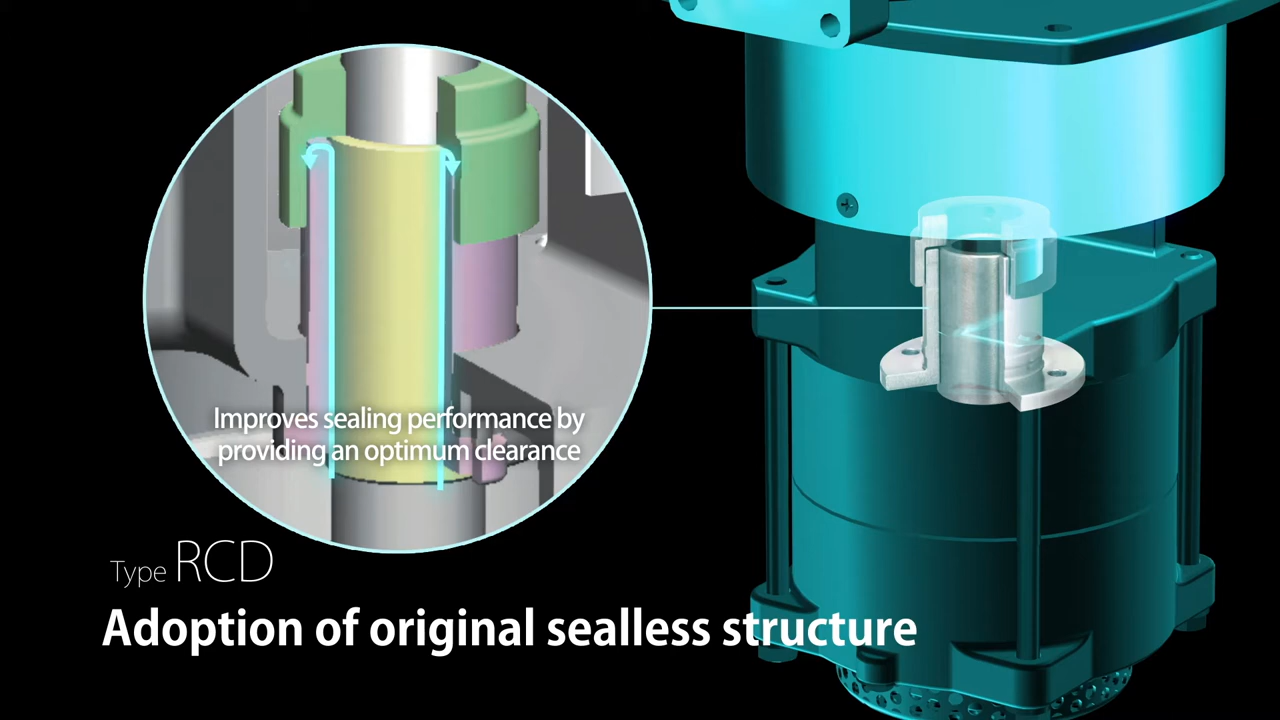 Improves sealing performance by
providing an optimum clearance
Type RCD
Adoption of original sealless structure